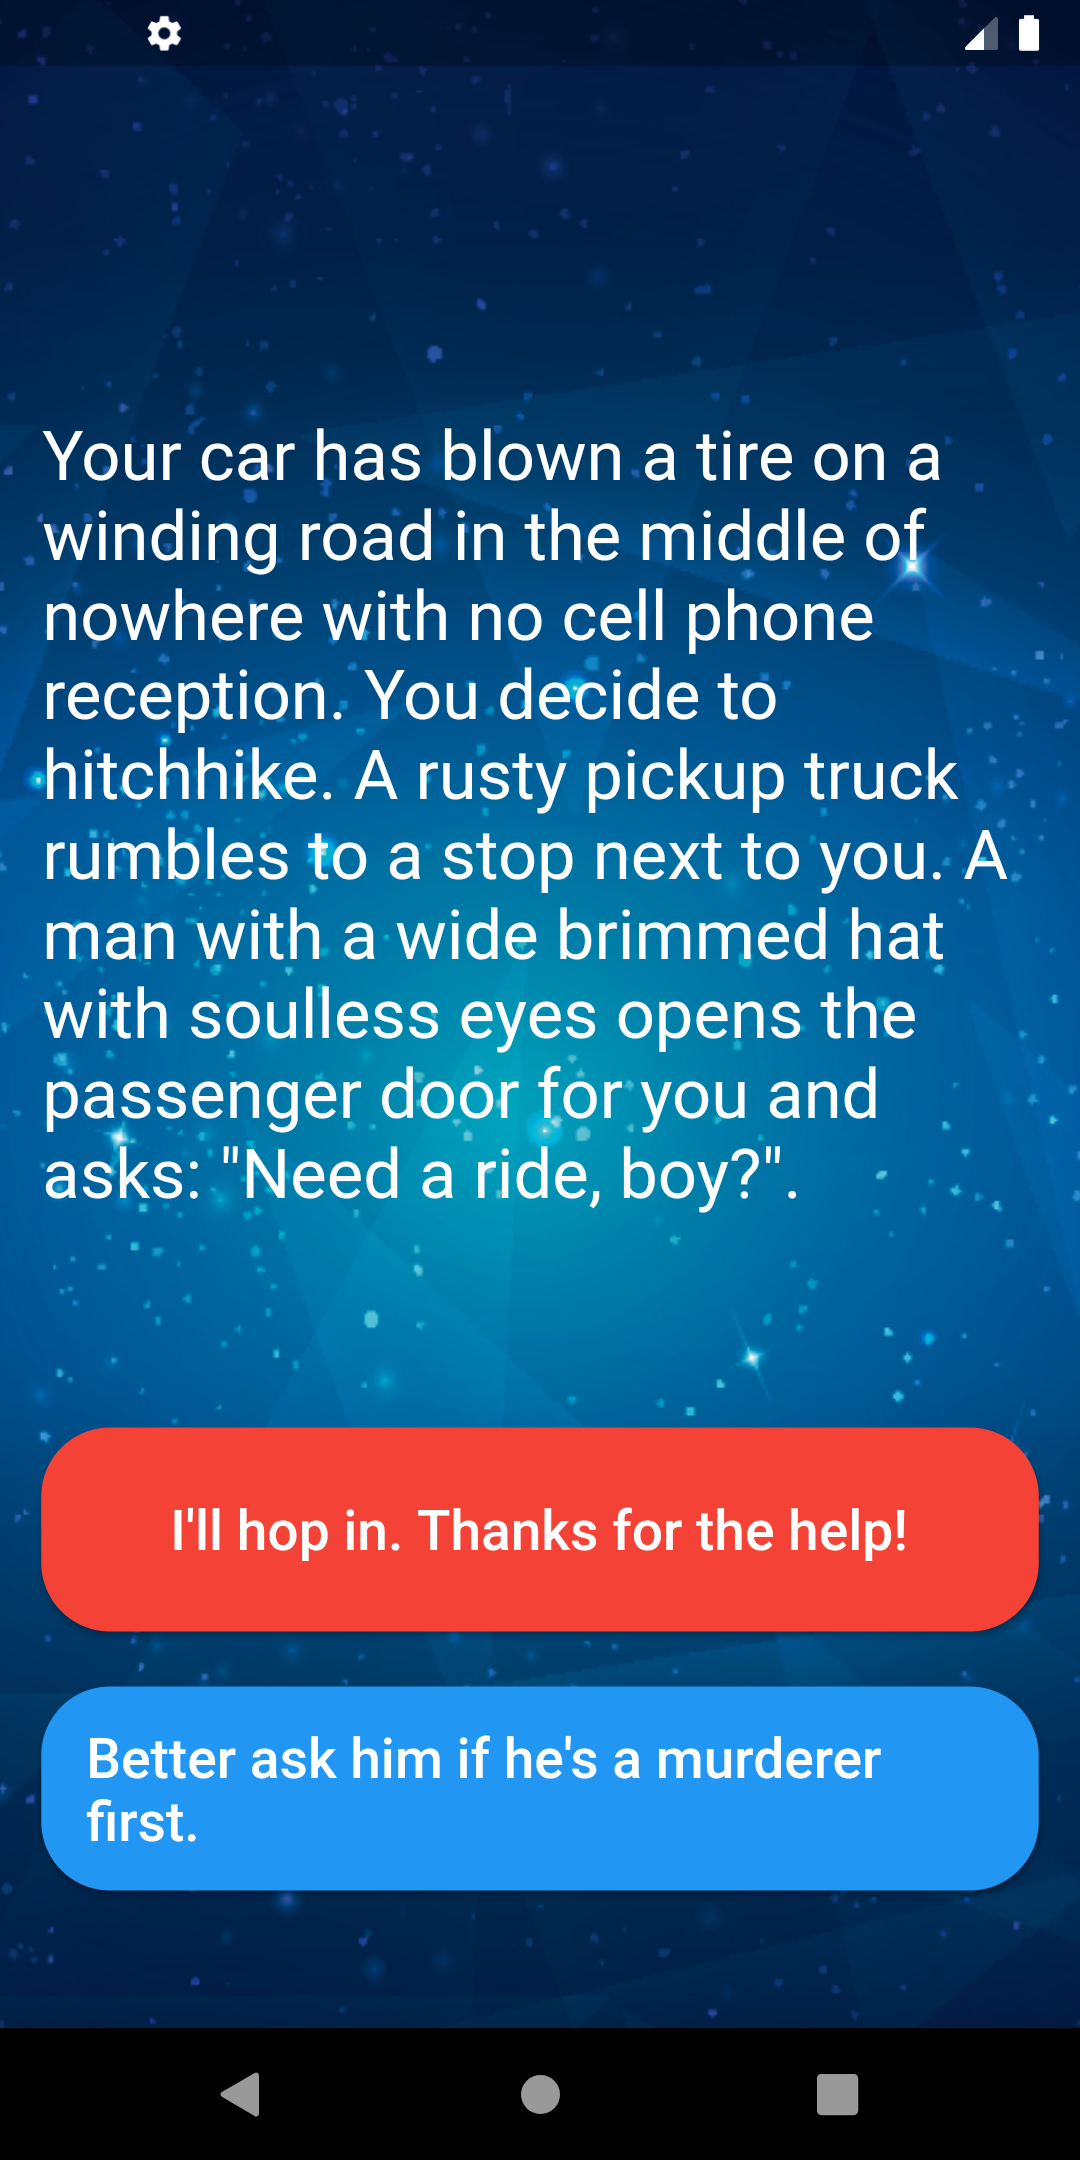 Your car has blown a tire on a
winding road in the middle of
nowhere with no cell phone
reception. You decide to
hitchhike. A rusty pickup truck
rumbles to a stop next to you. A
man with a wide brimmed hat
with soulless eyes opens the
passenger door for you and
asks: "Need a ride, boy?".
I'll hop in. Thanks for the help!
Better ask him if he's a murderer
first.